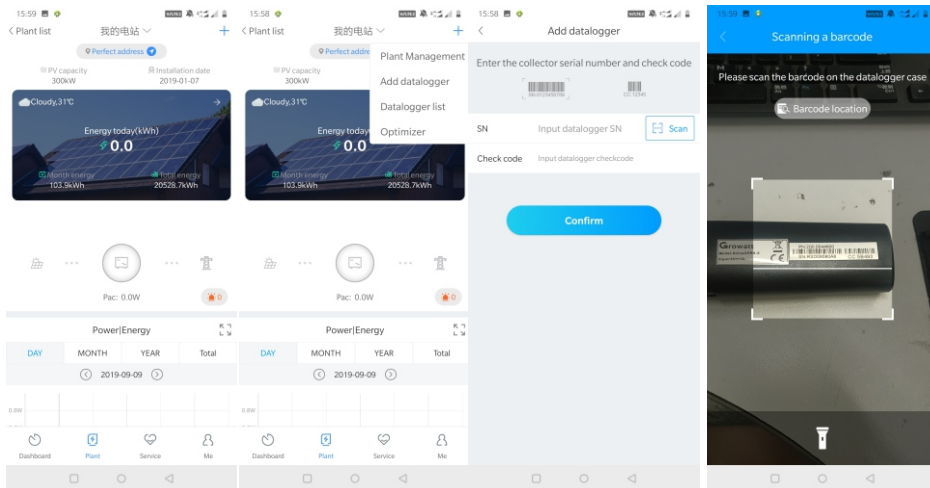 15:59
< Plant list
我的电站
+
Perfect address
PV capacity
300kW
Installation date
2019-01-07
Cloudy,31℃
Energy today(kWh)
0.0
Month energy
103.9kWh
Total energy
20528.7kWh
Pac: 0.0W
0
Power|Energy
DAY
MONTH
YEAR
Total
2019-09-09
0.8W
Dashboard
Plant
Service
Me
15:58
< Plant list
我的电站
+
Perfect addre
Plant Management
Add datalogger
Datalogger list
Optimizer
PV capacity
300kW
Cloudy,31℃
Energy today
0.0
Month energy
103.9kWh
Total energy
20528.7kWh
Pac: 0.0W
0
Power|Energy
DAY
MONTH
YEAR
Total
2019-09-09
0.8W
Dashboard
Plant
Service
Me
15:58
Add datalogger
Enter the collector serial number and check code
SN
Input datalogger SN
Scan
Check code
Input datalogger checkcode
Confirm
15:59
Scanning a barcode
Please scan the barcode on the datalogger case
Barcode location
Growatt